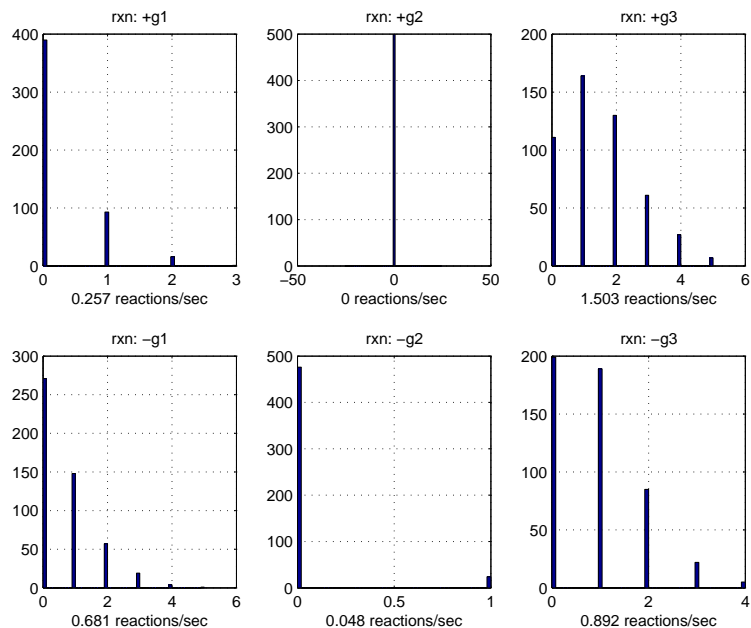 rxn: +g1
400
300
200
100
0
0 1 2 3
0.257 reactions/sec
rxn: +g2
500
400
300
200
100
0
−50 0 50
0 reactions/sec
rxn: +g3
200
150
100
50
0
0 2 4 6
1.503 reactions/sec
rxn: −g1
300
250
200
150
100
50
0
0 2 4 6
0.681 reactions/sec
rxn: −g2
500
400
300
200
100
0
0 0.5 1
0.048 reactions/sec
rxn: −g3
200
150
100
50
0
0 2 4
0.892 reactions/sec